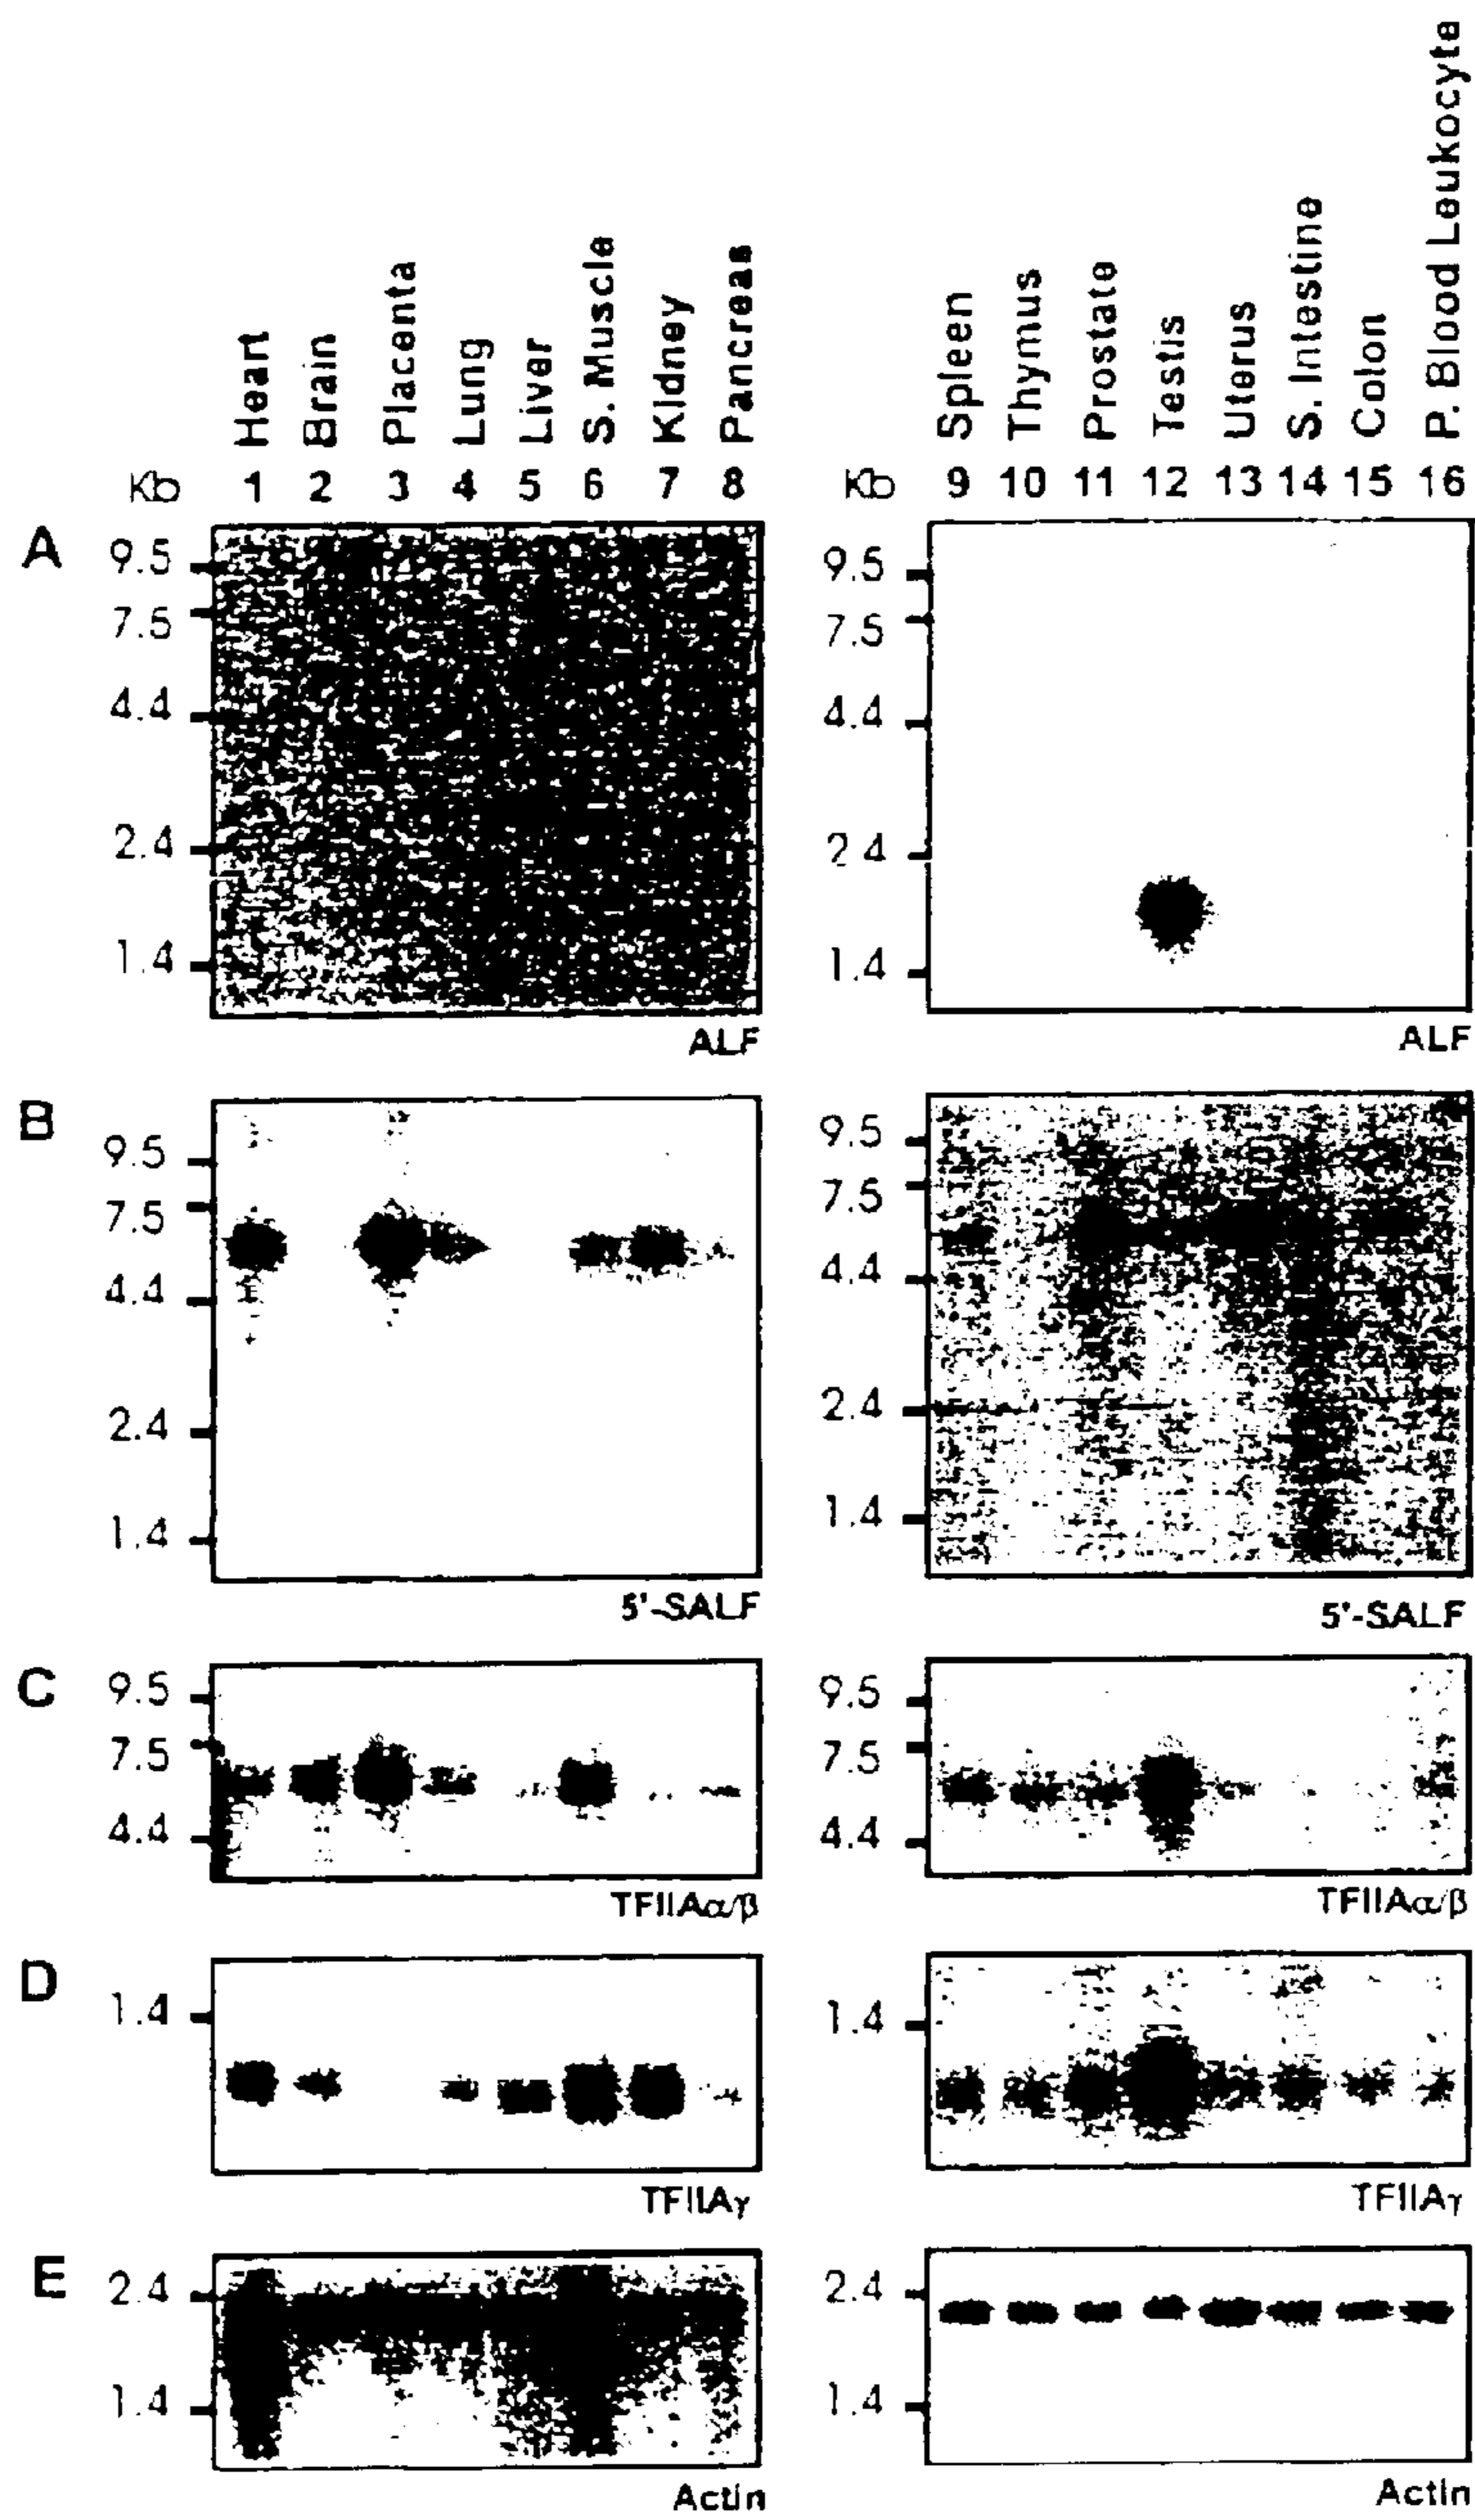 Heart Brain Placenta Lung Liver S. Muscle Kidney Pancreas Spleen Thymus Prostate Testis Uterus S. Intestine Colon P. Blood Leukocyte
Kb 1 2 3 4 5 6 7 8 Kb 9 10 11 12 13 14 15 16
A
9.5 9.5
7.5 7.5
4.4 4.4
2.4 2.4
1.4 1.4
ALF ALF
B
9.5 9.5
7.5 7.5
4.4 4.4
2.4 2.4
1.4 1.4
5'-SALF 5'-SALF
C
9.5 9.5
7.5 7.5
4.4 4.4
TFIIAα/β TFIIAα/β
D
1.4 1.4
TFIIAγ TFIIAγ
E
2.4 2.4
1.4 1.4
Actin Actin